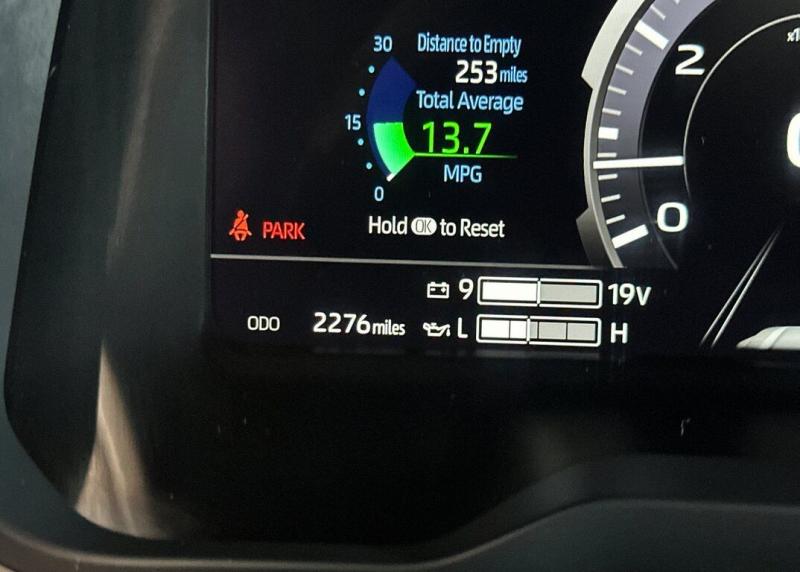 30
Distance to Empty
253 miles
Total Average
15
13.7
MPG
0
Hold OK to Reset
PARK
9
19V
ODO
2276 miles
L
H
2
0